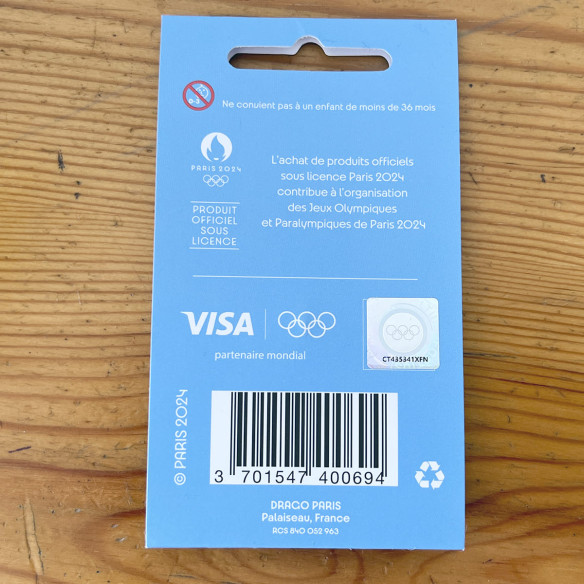 0-3
Ne convient pas à un enfant de moins de 36 mois
PARIS 2024
PRODUIT
OFFICIEL
SOUS
LICENCE
L'achat de produits officiels
sous licence Paris 2024
contribue à l'organisation
des Jeux Olympiques
et Paralympiques de Paris 2024
VISA
partenaire mondial
CT435341XFN
© PARIS 2024
3 701547 400694
DRAGO PARIS
Palaiseau, France
RCS 840 052 963